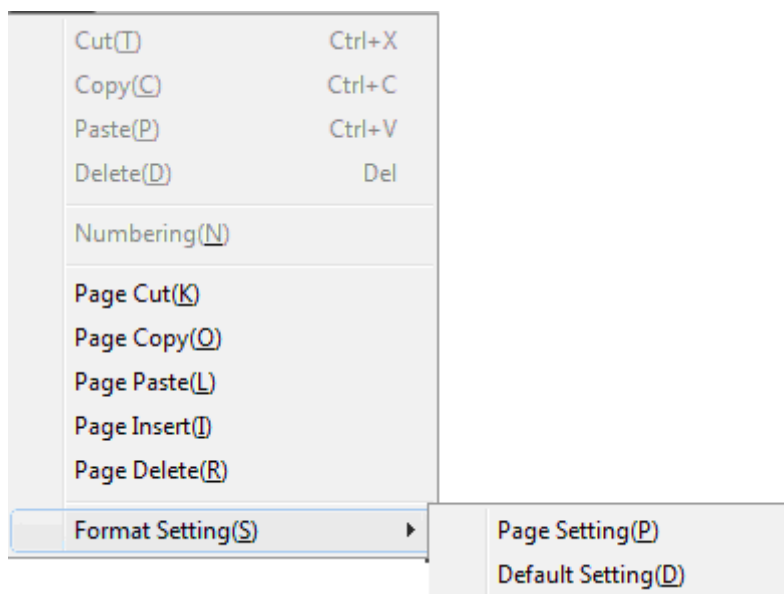 Cut(T) Ctrl+X
Copy(C) Ctrl+C
Paste(P) Ctrl+V
Delete(D) Del
Numbering(N)
Page Cut(K)
Page Copy(O)
Page Paste(L)
Page Insert(I)
Page Delete(R)
Format Setting(S)
Page Setting(P)
Default Setting(D)